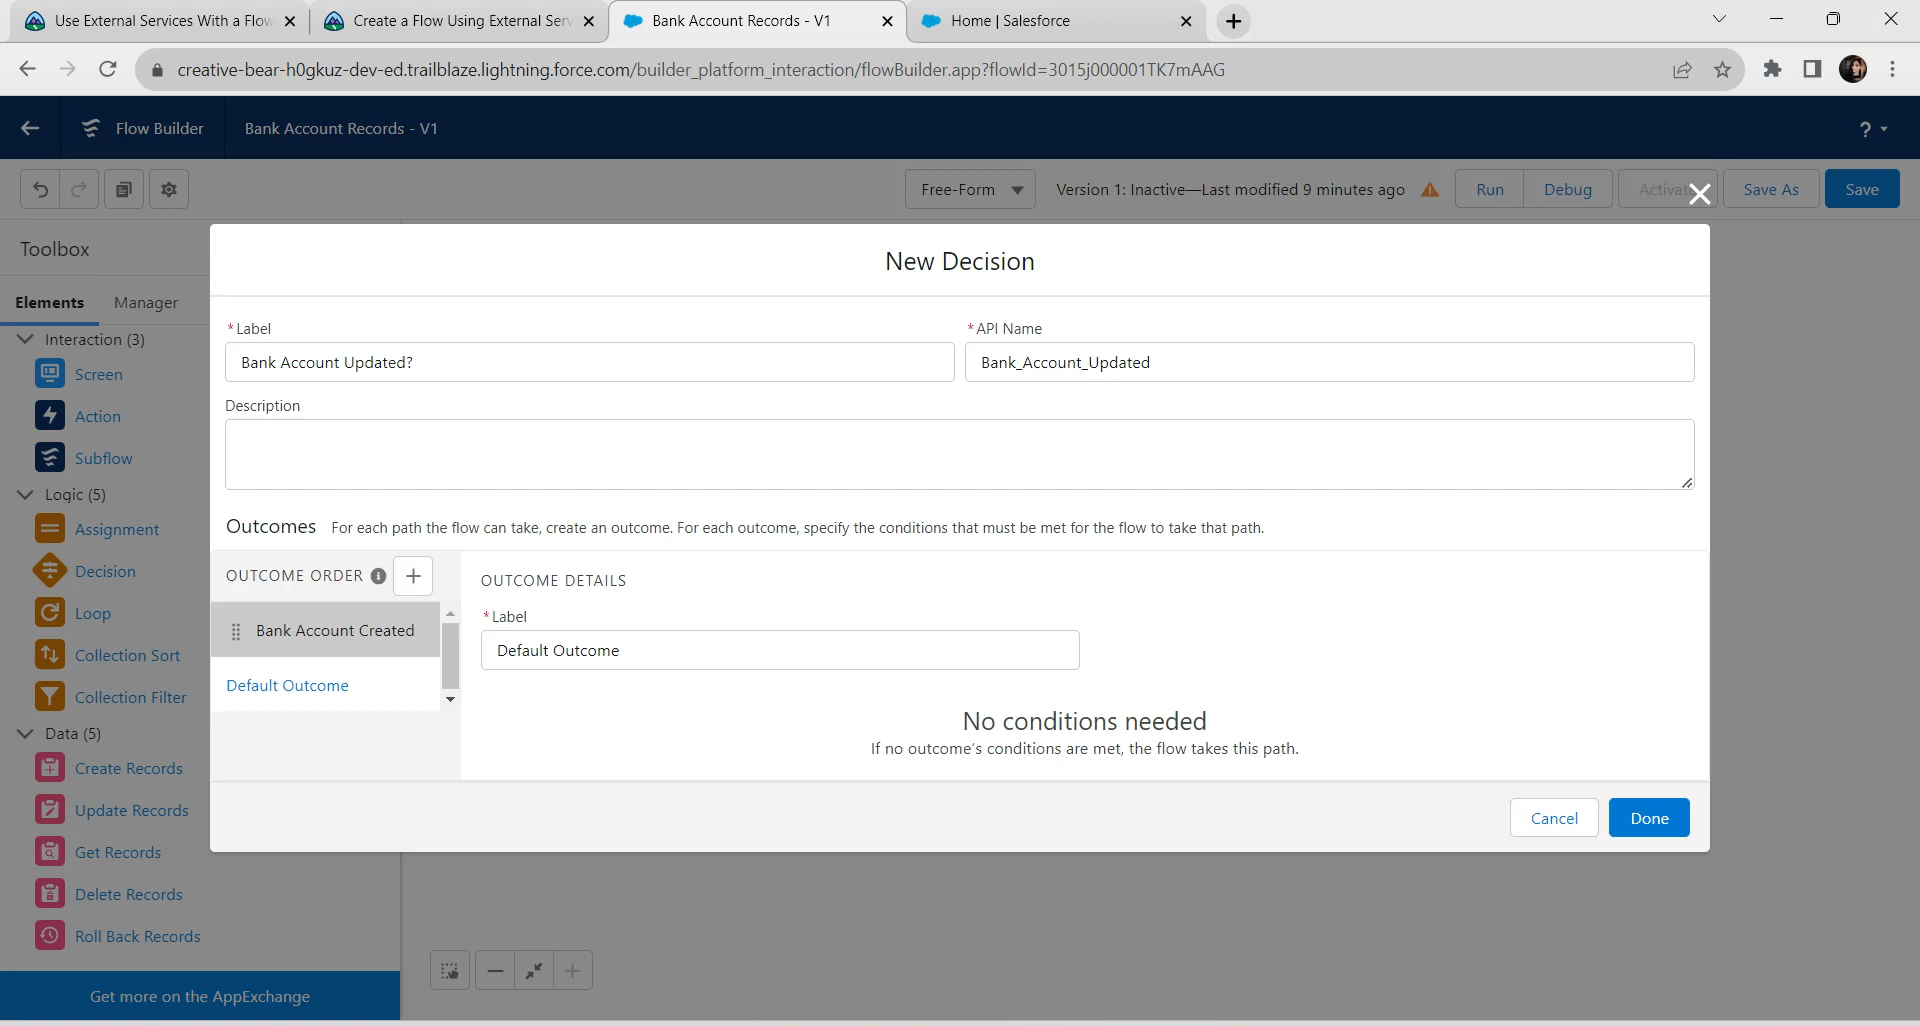 Use External Services With a Flow
Create a Flow Using External Serv
Bank Account Records - V1
Home | Salesforce
creative-bear-h0gkuz-dev-ed.trailblaze.lightning.force.com/builder_platform_interaction/flowBuilder.app?flowId=3015j000001TK7mAAG
Flow Builder
Bank Account Records - V1
?
Free-Form
Version 1: Inactive—Last modified 9 minutes ago
Run
Debug
Activate
Save As
Save
Toolbox
Elements
Manager
Interaction (3)
Screen
Action
Subflow
Logic (5)
Assignment
Decision
Loop
Collection Sort
Collection Filter
Data (5)
Create Records
Update Records
Get Records
Delete Records
Roll Back Records
Get more on the AppExchange
New Decision
* Label
* API Name
Bank Account Updated?
Bank_Account_Updated
Description
Outcomes For each path the flow can take, create an outcome. For each outcome, specify the conditions that must be met for the flow to take that path.
OUTCOME ORDER
Bank Account Created
Default Outcome
OUTCOME DETAILS
* Label
Default Outcome
No conditions needed
If no outcome's conditions are met, the flow takes this path.
Cancel
Done